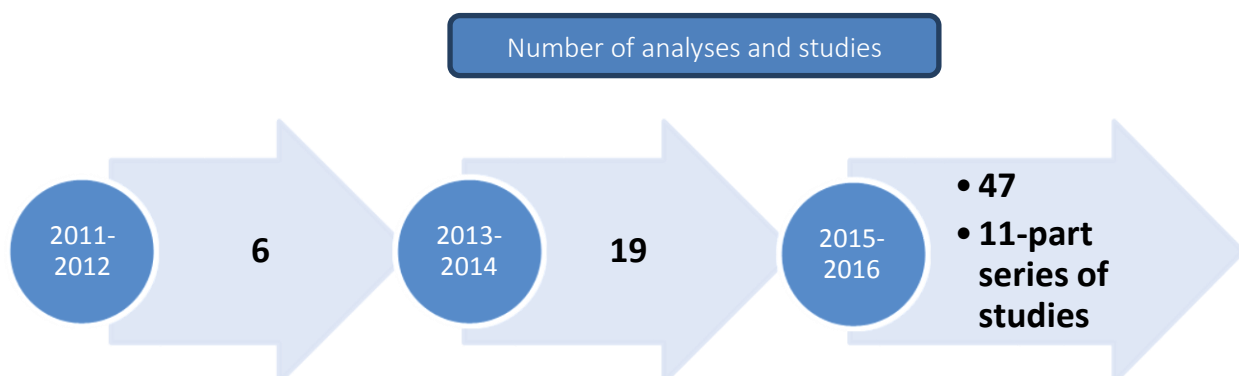 Number of analyses and studies
2011-
2012
6
2013-
2014
19
2015-
2016
• 47
• 11-part
series of
studies